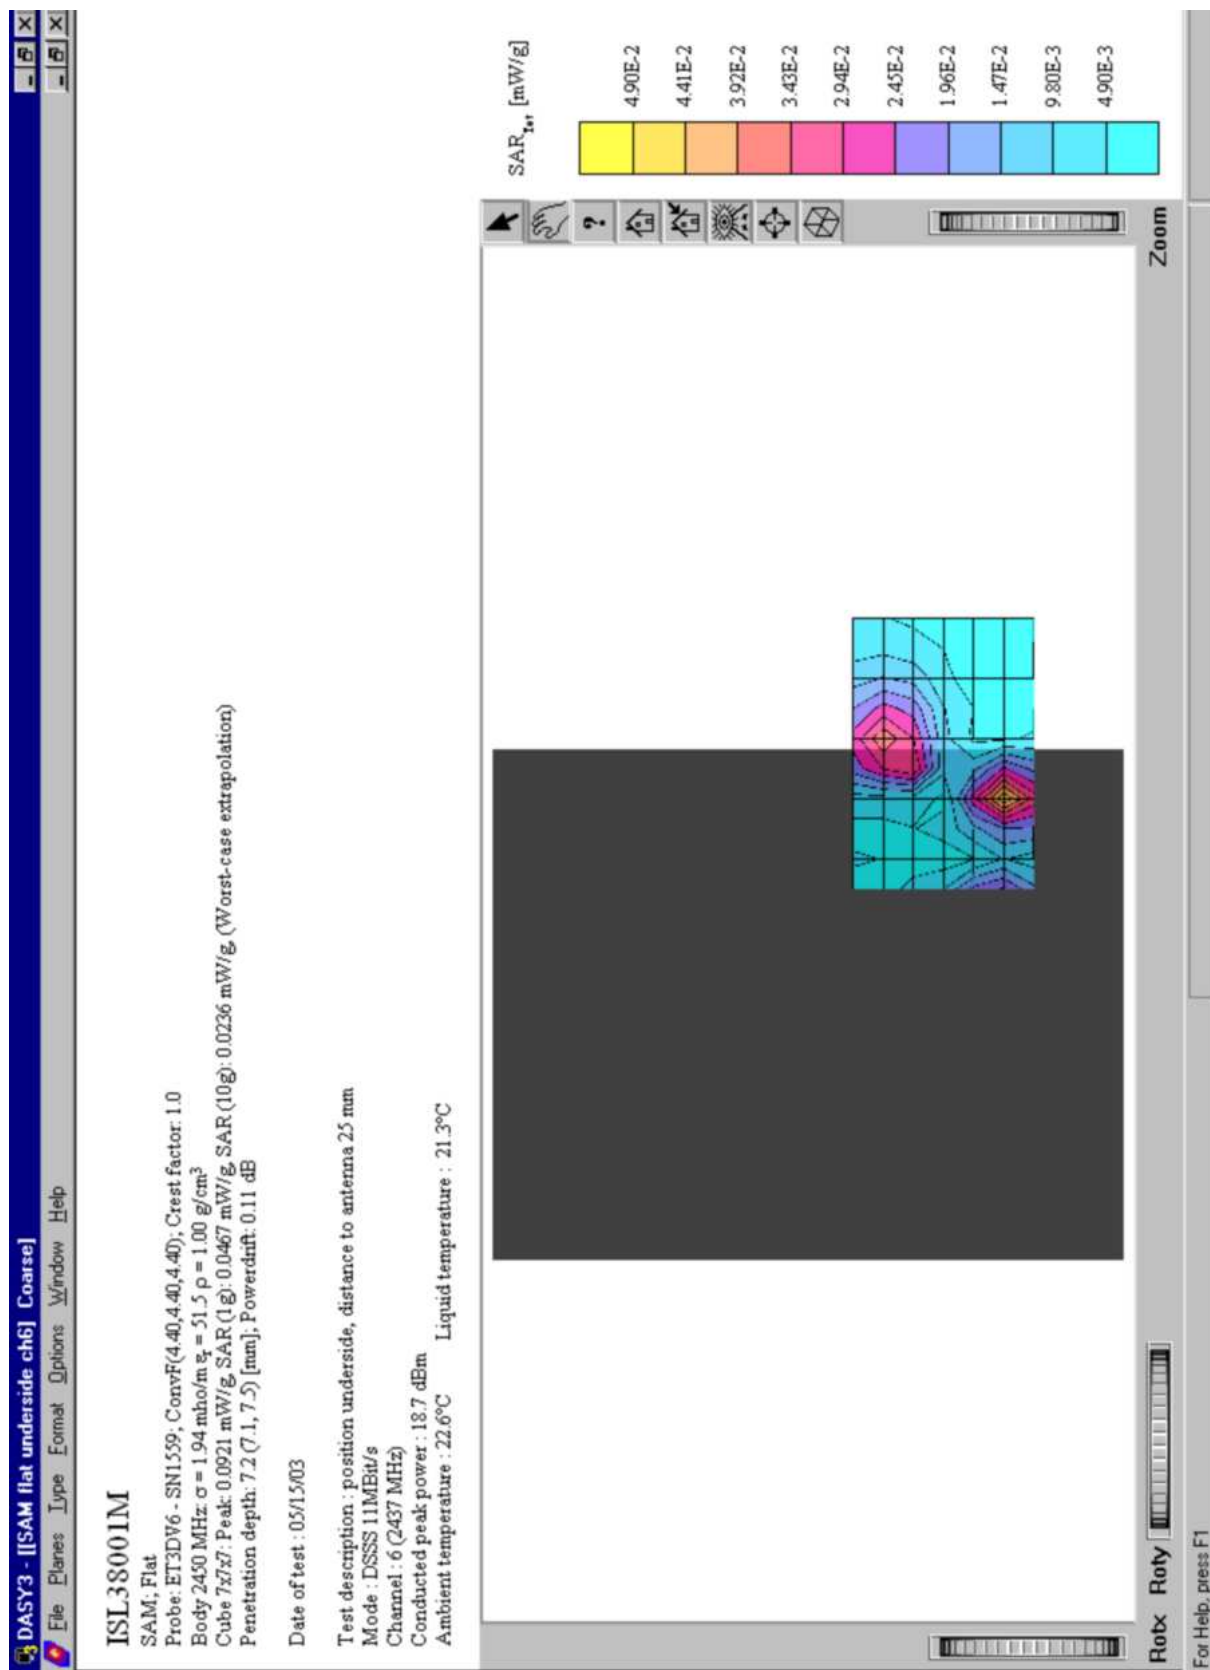 DASY3 - [[SAM flat underside ch6] Coarse]
File Planes Type Format Options Window Help
ISL38001M
SAM; Flat
Probe: ET3DV6 - SN1559; ConvF(4.40,4.40,4.40); Crest factor: 1.0
Body 2450 MHz: σ = 1.94 mho/m εr = 51.5 ρ = 1.00 g/cm³
Cube 7x7x7: Peak: 0.0921 mW/g, SAR (1g): 0.0467 mW/g, SAR (10g): 0.0236 mW/g, (Worst-case extrapolation)
Penetration depth: 7.2 (7.1, 7.5) [mm]; Powerdrift: 0.11 dB
Date of test : 05/15/03
Test description : position underside, distance to antenna 25 mm
Mode : DSSS 11MBit/s
Channel : 6 (2437 MHz)
Conducted peak power : 18.7 dBm
Ambient temperature : 22.6°C Liquid temperature : 21.3°C
SARTot [mW/g]
4.90E-2
4.41E-2
3.92E-2
3.43E-2
2.94E-2
2.45E-2
1.96E-2
1.47E-2
9.80E-3
4.90E-3
?
Rotx Roty Zoom
For Help, press F1